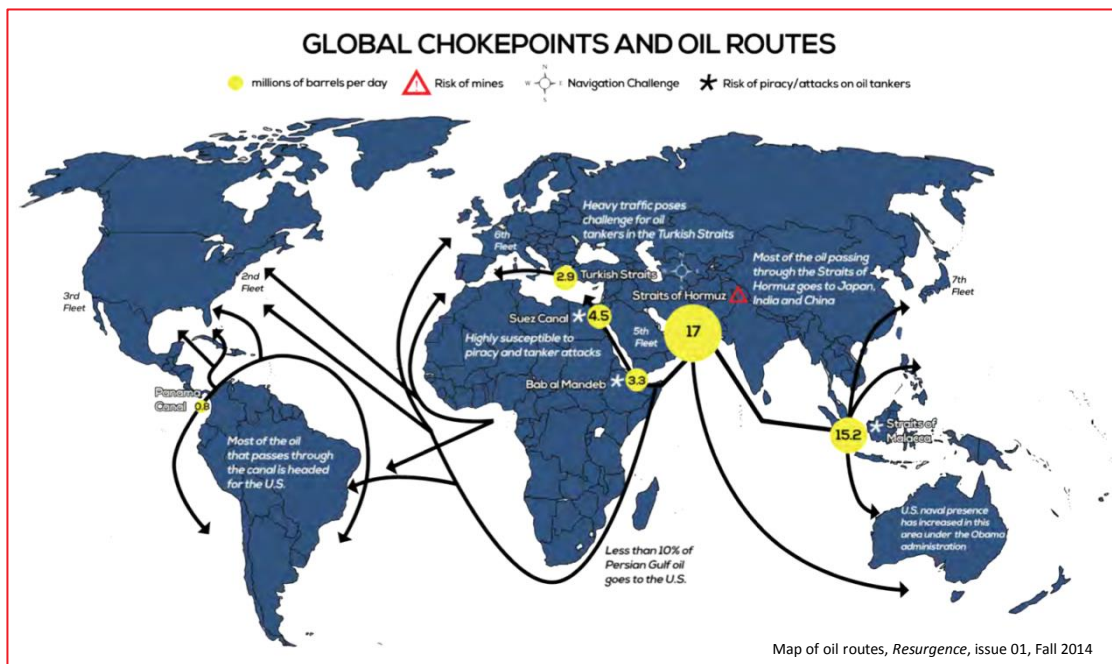 GLOBAL CHOKEPOINTS AND OIL ROUTES
millions of barrels per day
Risk of mines
N
W
E
S
Navigation Challenge
Risk of piracy/attacks on oil tankers
Heavy traffic poses
challenge for oil
tankers in the Turkish Straits
6th
Fleet
2nd
Fleet
3rd
Fleet
2.9
Turkish Straits
Most of the oil passing
through the Straits of
Hormuz goes to Japan,
India and China
7th
Fleet
Straits of Hormuz
Suez Canal
4.5
17
5th
Fleet
Highly susceptible to
piracy and tanker attacks
Bab al Mandeb
3.3
Panama
Canal
0.8
15.2
Straits of
Malacca
Most of the oil
that passes through
the canal is headed
for the U.S.
U.S. naval presence
has increased in this
area under the Obama
administration
Less than 10% of
Persian Gulf oil
goes to the U.S.
Map of oil routes, Resurgence, issue 01, Fall 2014